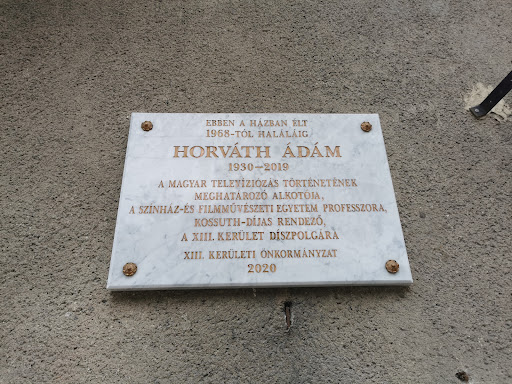 EBBEN A HÁZBAN ÉLT
1968-TÓL HALÁLÁIG
HORVÁTH ÁDÁM
1930–2019
A MAGYAR TELEVÍZIÓZÁS TÖRTÉNETÉNEK
MEGHATÁROZÓ ALKOTÓJA,
A SZÍNHÁZ-ÉS FILMMŰVÉSZETI EGYETEM PROFESSZORA,
KOSSUTH-DÍJAS RENDEZŐ,
A XIII. KERÜLET DÍSZPOLGÁRA
XIII. KERÜLETI ÖNKORMÁNYZAT
2020